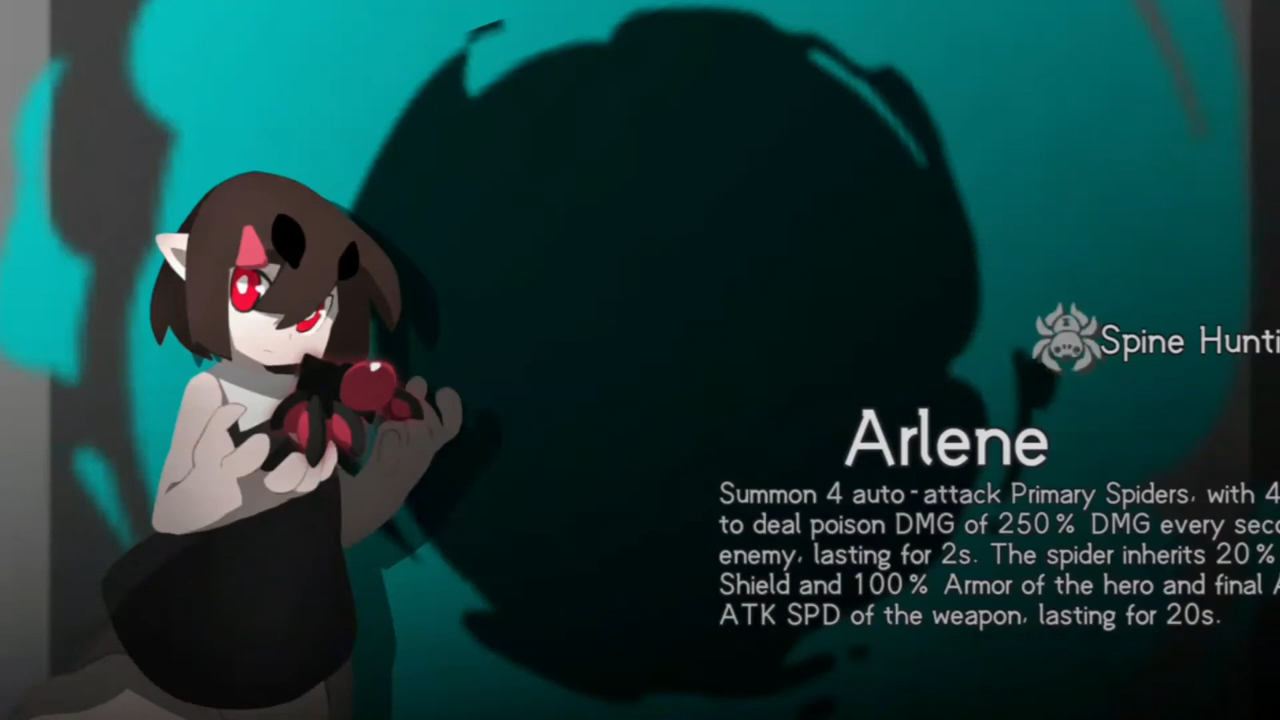 Spine Hunti
Arlene
Summon 4 auto-attack Primary Spiders, with 4
to deal poison DMG of 250% DMG every seco
enemy, lasting for 2s. The spider inherits 20%
Shield and 100% Armor of the hero and final A
ATK SPD of the weapon, lasting for 20s.